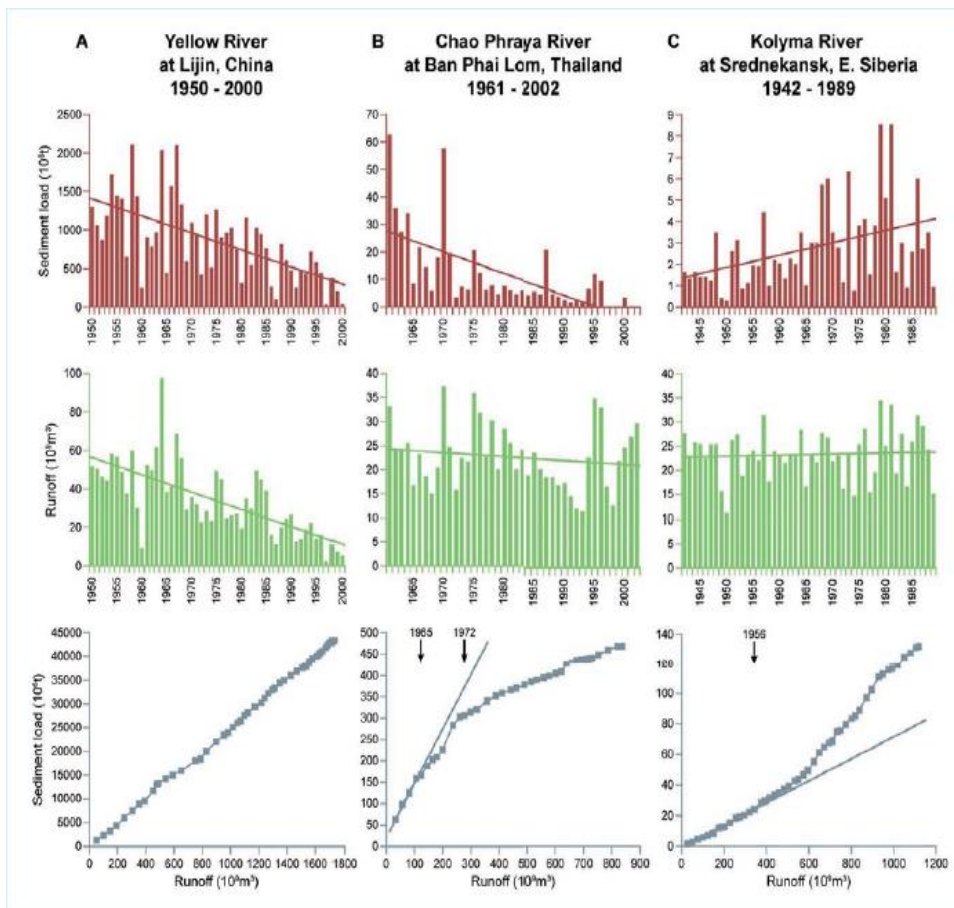 A
Yellow River
at Lijin, China
1950 - 2000
B
Chao Phraya River
at Ban Phai Lom, Thailand
1961 - 2002
C
Kolyma River
at Srednekansk, E. Siberia
1942 - 1989
Sediment load (10⁶t)
2500
2000
1500
1000
500
0
1950 1955 1960 1965 1970 1975 1980 1985 1990 1995 2000
70
60
50
40
30
20
10
0
1965 1970 1975 1980 1985 1990 1995 2000
9
8
7
6
5
4
3
2
1
0
1945 1950 1955 1960 1965 1970 1975 1980 1985
Runoff (10⁹m³)
100
80
60
40
20
0
1950 1955 1960 1965 1970 1975 1980 1985 1990 1995 2000
40
35
30
25
20
15
10
5
0
1965 1970 1975 1980 1985 1990 1995 2000
40
35
30
25
20
15
10
5
0
1945 1950 1955 1960 1965 1970 1975 1980 1985
Sediment load (10⁶t)
45000
40000
35000
30000
25000
20000
15000
10000
5000
0
0 200 400 600 800 1000 1200 1400 1600 1800
Runoff (10⁹m³)
500
450
400
350
300
250
200
150
100
50
0
1965 1972
0 100 200 300 400 500 600 700 800 900
Runoff (10⁹m³)
140
120
100
80
60
40
20
0
1956
0 200 400 600 800 1000 1200
Runoff (10⁹m³)